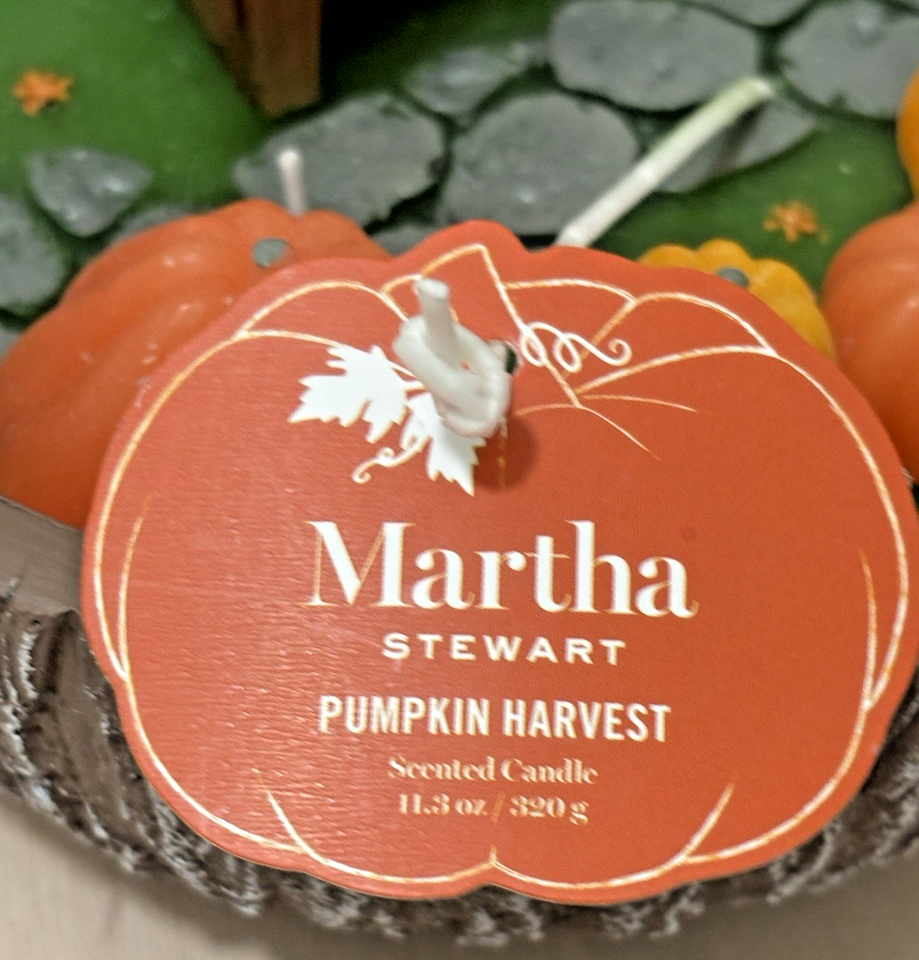 Martha
STEWART
PUMPKIN HARVEST
Scented Candle
11.3 oz / 320 g